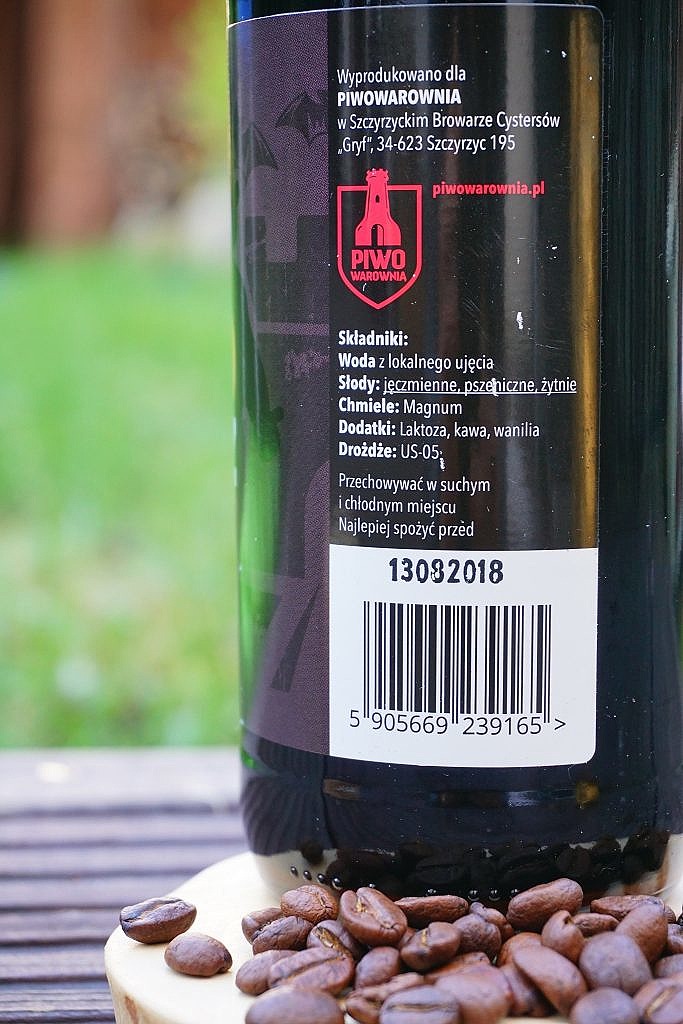 Wyprodukowano dla
PIWOWAROWNIA
w Szczyrzyckim Browarze Cystersów
„Gryf”, 34-623 Szczyrzyc 195
piwowarownia.pl
PIWO
WAROWNIA
Składniki:
Woda z lokalnego ujęcia
Słody: jęczmienne, pszeniczne, żytnie
Chmiele: Magnum
Dodatki: Laktoza, kawa, wanilia
Drożdże: US-05
Przechowywać w suchym
i chłodnym miejscu
Najlepiej spożyć przed
13082018
5 905669 239165 >